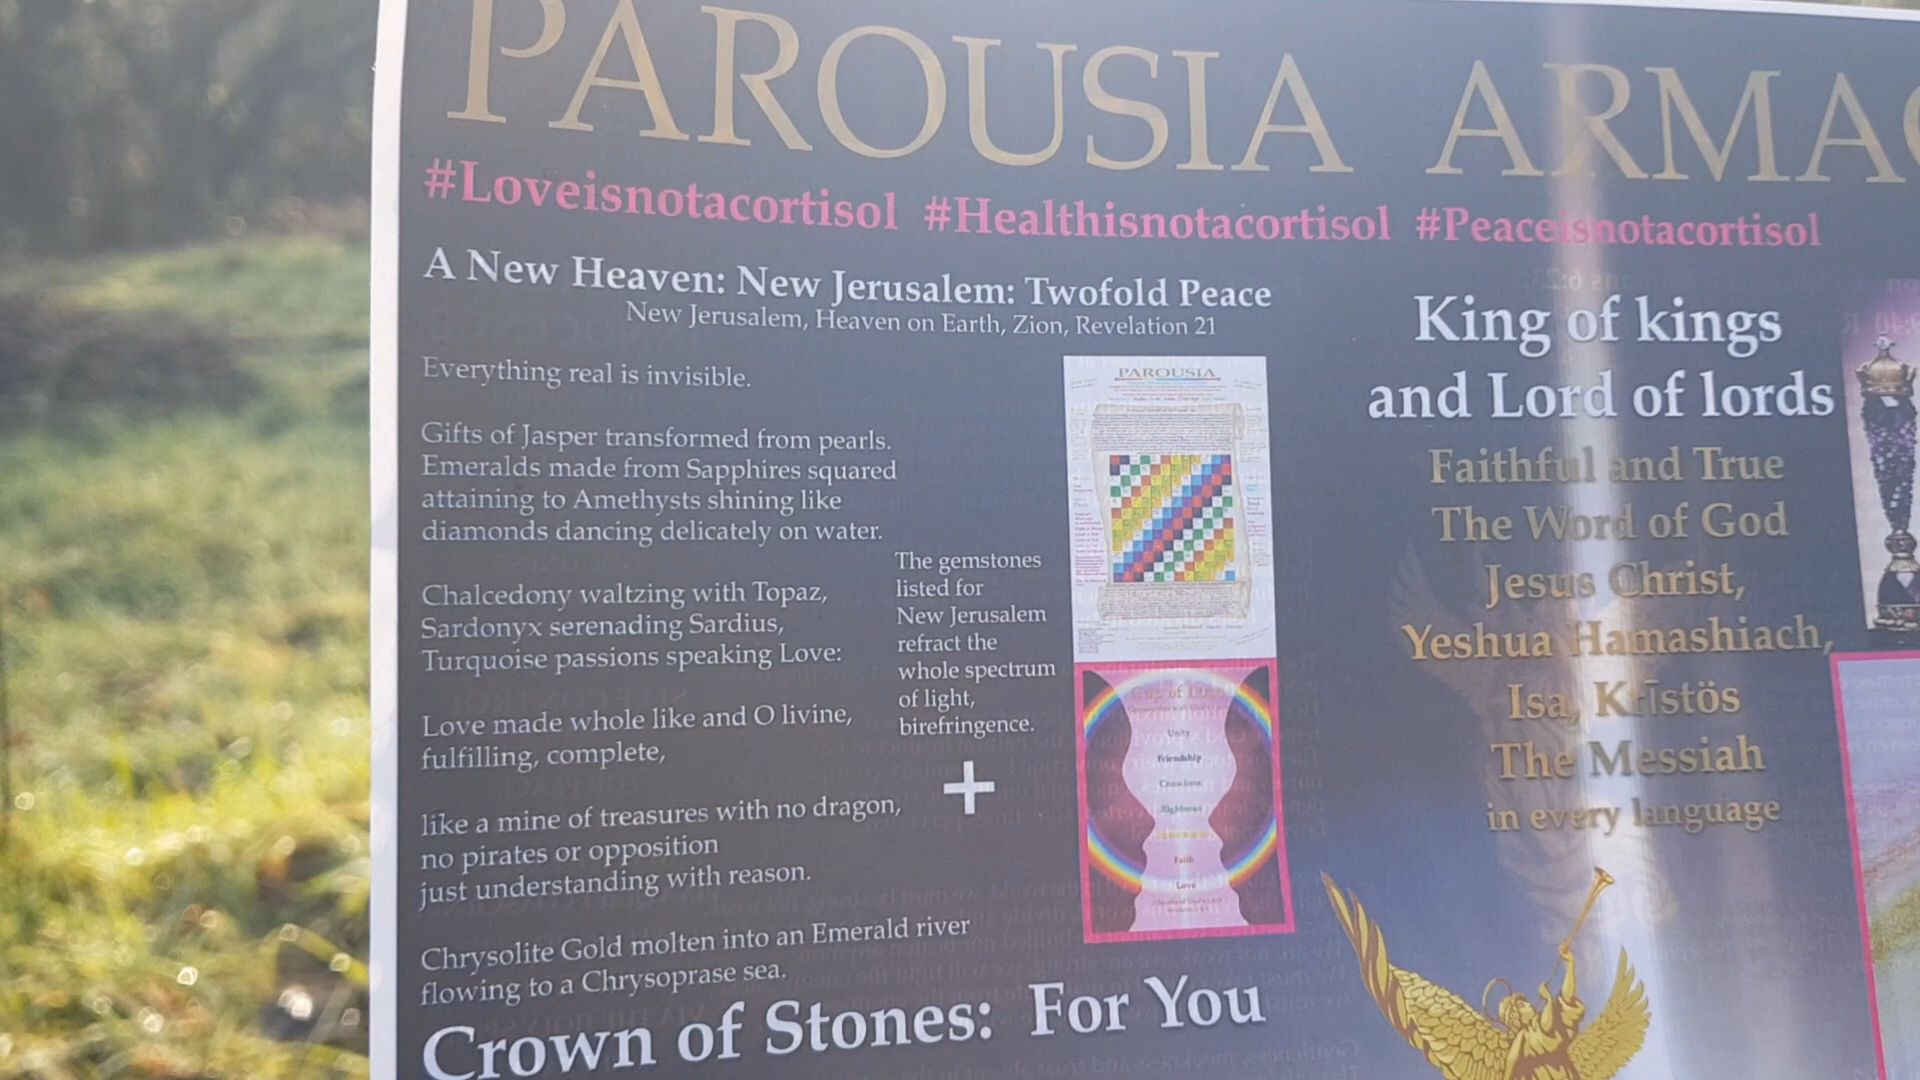 PAROUSIA ARMAG
#Loveisnotacortisol #Healthisnotacortisol #Peaceisnotacortisol
A New Heaven: New Jerusalem: Twofold Peace
New Jerusalem, Heaven on Earth, Zion, Revelation 21
Everything real is invisible.
Gifts of Jasper transformed from pearls.
Emeralds made from Sapphires squared
attaining to Amethysts shining like
diamonds dancing delicately on water.
Chalcedony waltzing with Topaz,
Sardonyx serenading Sardius,
Turquoise passions speaking Love:
Love made whole like and O livine,
fulfilling, complete,
like a mine of treasures with no dragon,
no pirates or opposition
just understanding with reason.
Chrysolite Gold molten into an Emerald river
flowing to a Chrysoprase sea.
The gemstones
listed for
New Jerusalem
refract the
whole spectrum
of light,
birefringence.
+
PAROUSIA
Unity
Friendship
Conscious
Faith
Love
Crown of Stones: For You
King of kings
and Lord of lords
Faithful and True
The Word of God
Jesus Christ,
Yeshua Hamashiach,
Isa, Krīstös
The Messiah
in every language